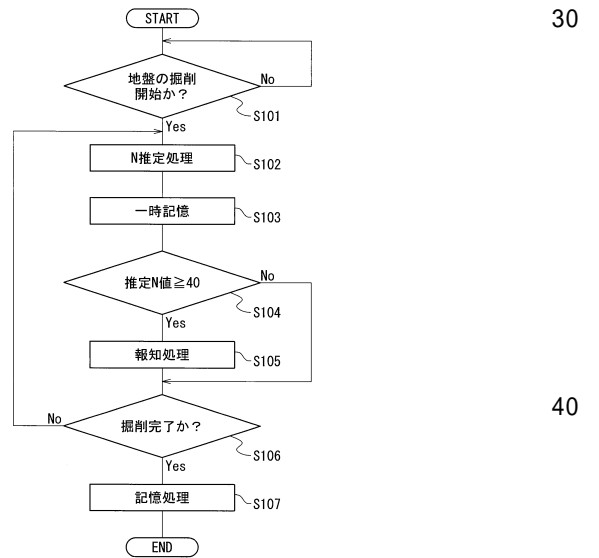 START
30
地盤の掘削
開始か？
No
S101
Yes
N推定処理
S102
一時記憶
S103
推定N値≧40
No
S104
Yes
報知処理
S105
40
掘削完了か？
No
S106
Yes
記憶処理
S107
END